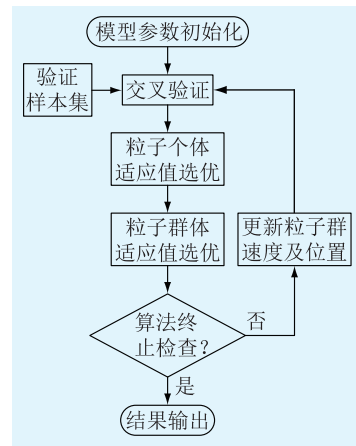 模型参数初始化
验证
样本集
交叉验证
粒子个体
适应值选优
粒子群体
适应值选优
更新粒子群
速度及位置
算法终
止检查？
否
是
结果输出